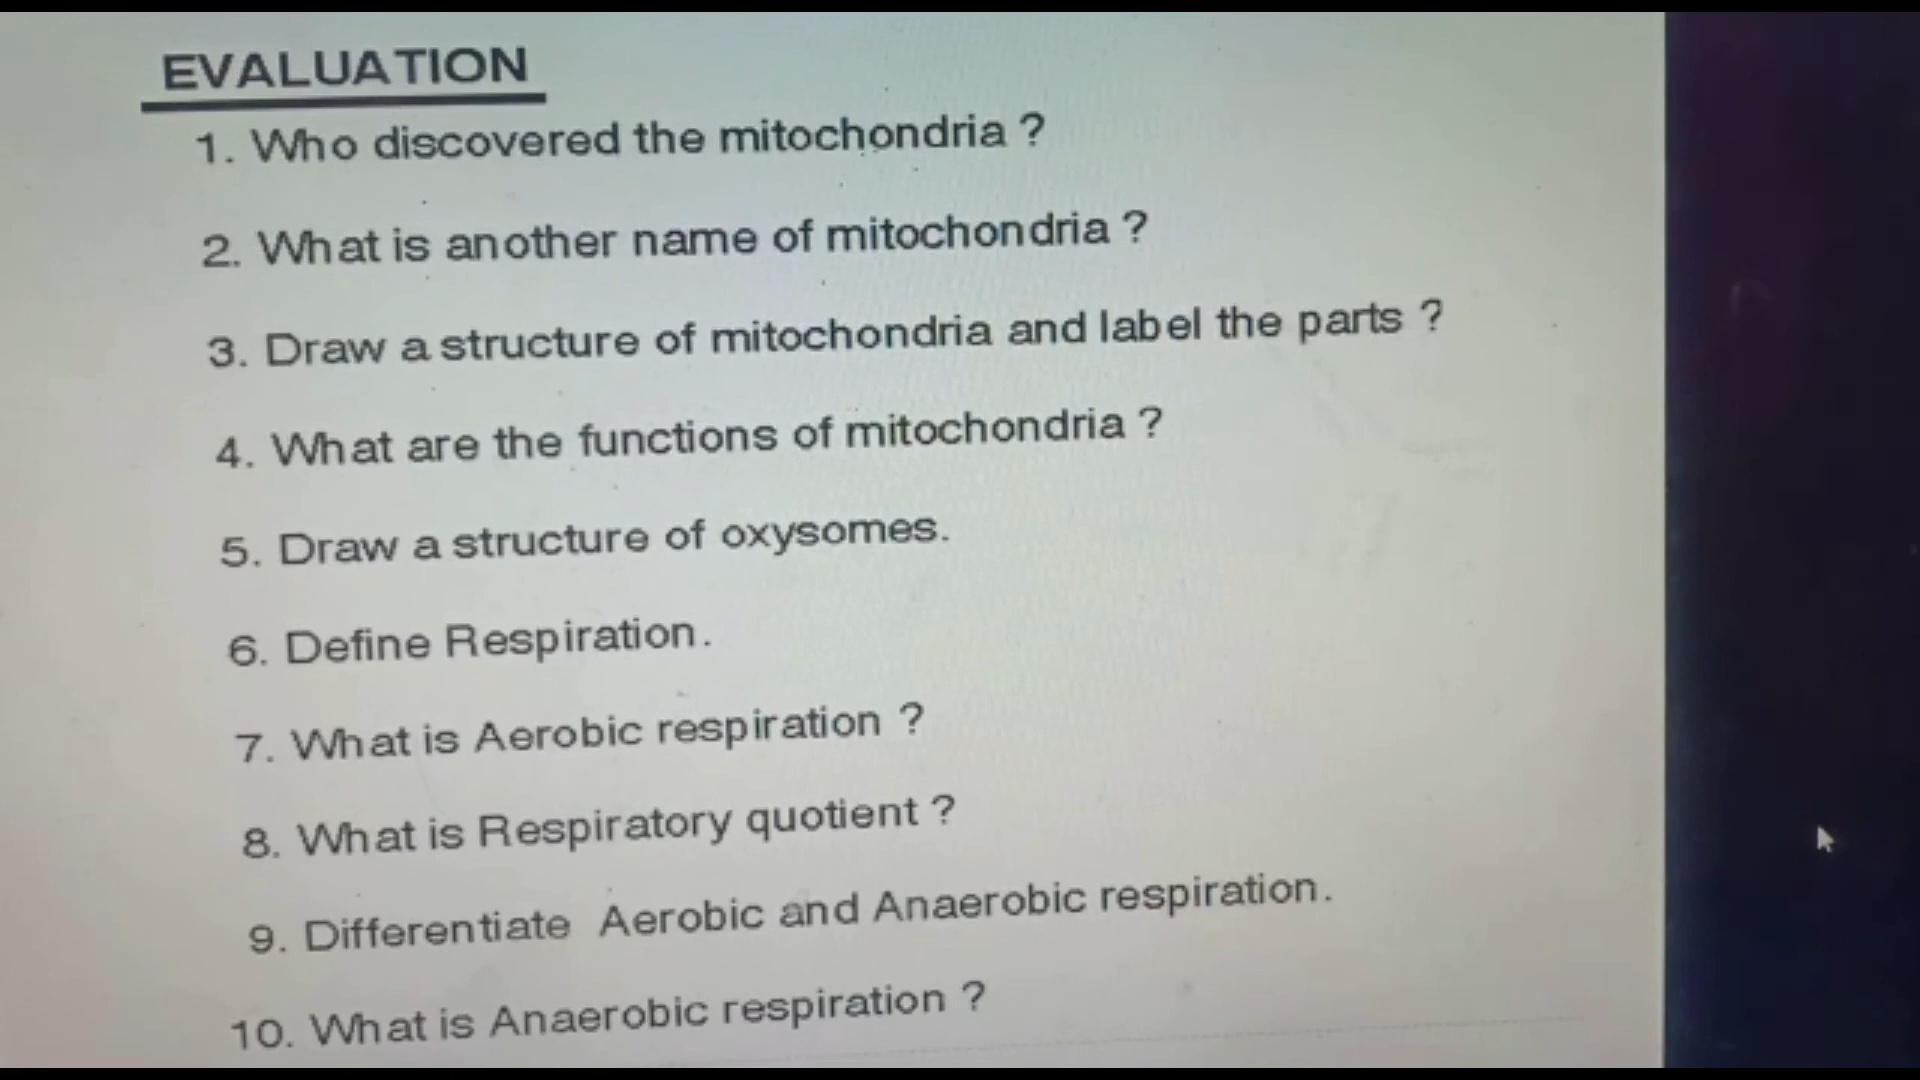 EVALUATION
1. Who discovered the mitochondria ?
2. What is another name of mitochondria ?
3. Draw a structure of mitochondria and label the parts ?
4. What are the functions of mitochondria ?
5. Draw a structure of oxysomes.
6. Define Respiration.
7. What is Aerobic respiration ?
8. What is Respiratory quotient ?
9. Differentiate Aerobic and Anaerobic respiration.
10. What is Anaerobic respiration ?